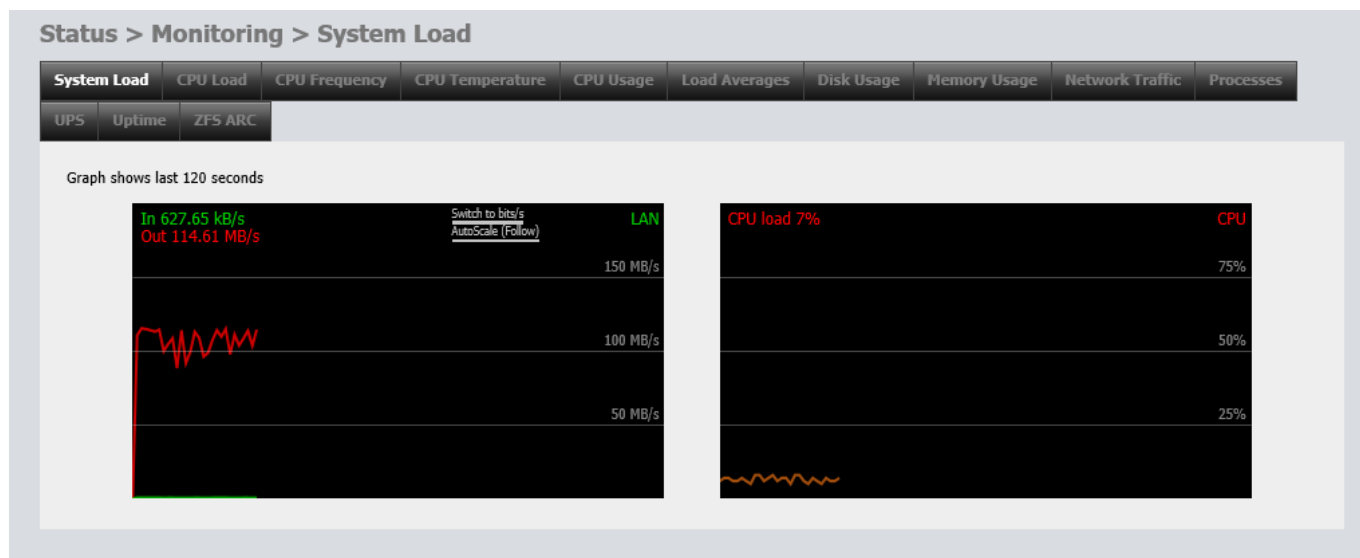 Status > Monitoring > System Load
System Load CPU Load CPU Frequency CPU Temperature CPU Usage Load Averages Disk Usage Memory Usage Network Traffic Processes
UPS Uptime ZFS ARC
Graph shows last 120 seconds
In 627.65 kB/s Switch to bits/s LAN
Out 114.61 MB/s AutoScale (Follow)
150 MB/s
100 MB/s
50 MB/s
CPU load 7% CPU
75%
50%
25%